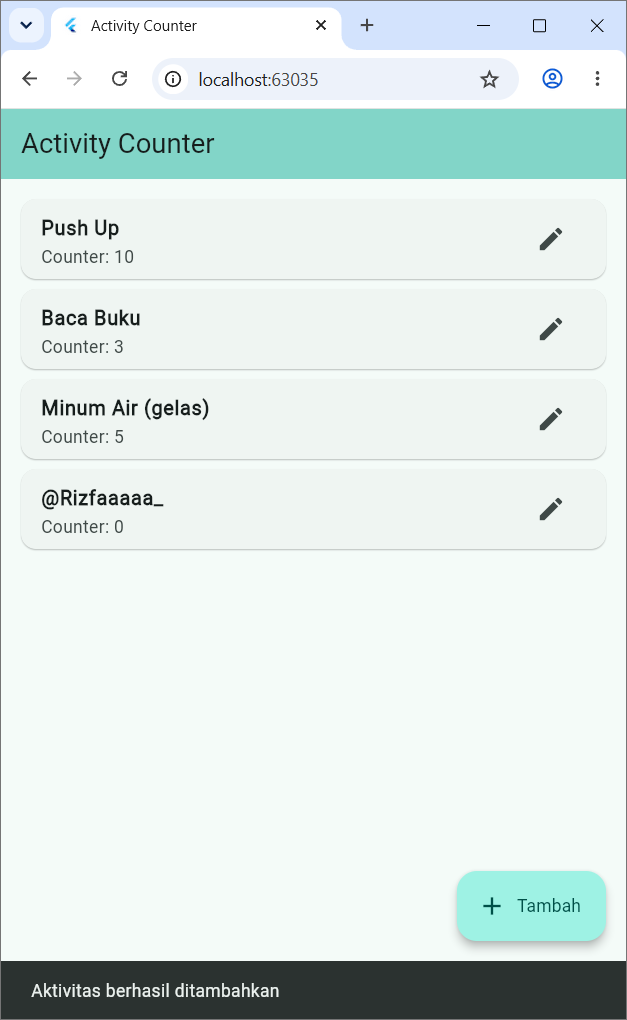 Activity Counter
localhost:63035
Activity Counter
Push Up
Counter: 10
Baca Buku
Counter: 3
Minum Air (gelas)
Counter: 5
@Rizfaaaaa_
Counter: 0
Tambah
Aktivitas berhasil ditambahkan